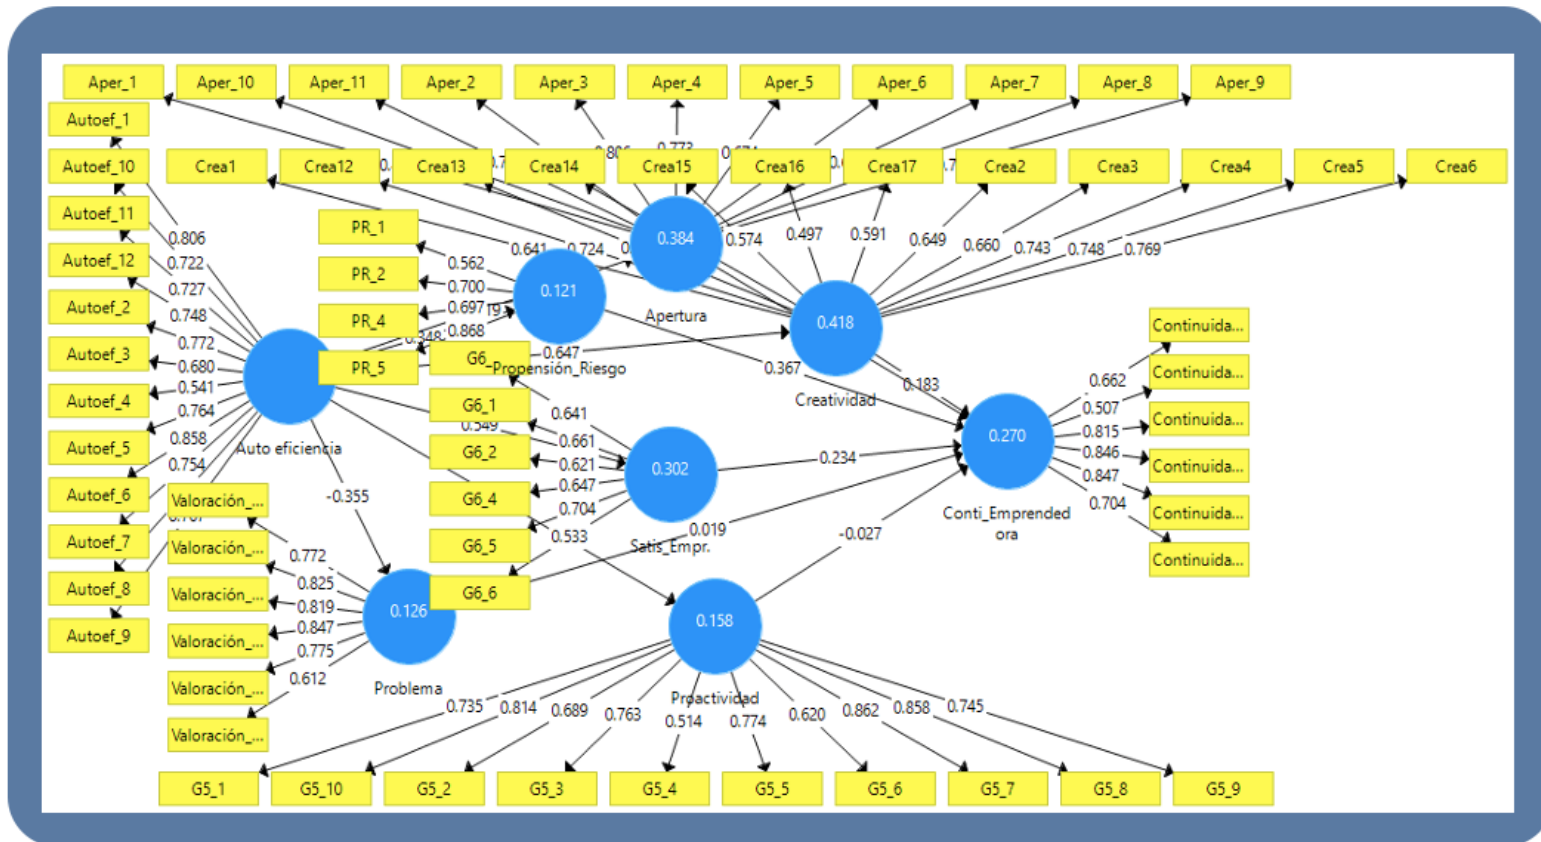 Aper_1
Aper_10
Aper_11
Aper_2
Aper_3
Aper_4
Aper_5
Aper_6
Aper_7
Aper_8
Aper_9
Autoef_1
Autoef_10
Autoef_11
Autoef_12
Autoef_2
Autoef_3
Autoef_4
Autoef_5
Autoef_6
Autoef_7
Autoef_8
Autoef_9
Crea1
Crea12
Crea13
Crea14
Crea15
Crea16
Crea17
Crea2
Crea3
Crea4
Crea5
Crea6
0.806
0.722
0.727
0.748
0.772
0.680
0.541
0.764
0.858
0.754
Auto eficiencia
PR_1
PR_2
PR_4
PR_5
0.562
0.700
0.697
0.868
0.121
Propensión_Riesgo
0.384
Apertura
0.641
0.724
0.574
0.497
0.591
0.649
0.660
0.743
0.748
0.769
0.418
Creatividad
0.647
0.367
0.183
G6_1
G6_2
G6_4
G6_5
G6_6
0.641
0.661
0.621
0.647
0.704
0.533
0.302
Satis_Empr.
0.234
0.019
-0.027
-0.355
0.270
Conti_Emprended
ora
0.662
0.507
0.815
0.846
0.847
0.704
Continuida...
Continuida...
Continuida...
Continuida...
Continuida...
Continuida...
Valoración_...
Valoración_...
Valoración_...
Valoración_...
Valoración_...
Valoración_...
0.772
0.825
0.819
0.847
0.775
0.612
0.126
Problema
0.158
Proactividad
0.735
0.814
0.689
0.763
0.514
0.774
0.620
0.862
0.858
0.745
G5_1
G5_10
G5_2
G5_3
G5_4
G5_5
G5_6
G5_7
G5_8
G5_9